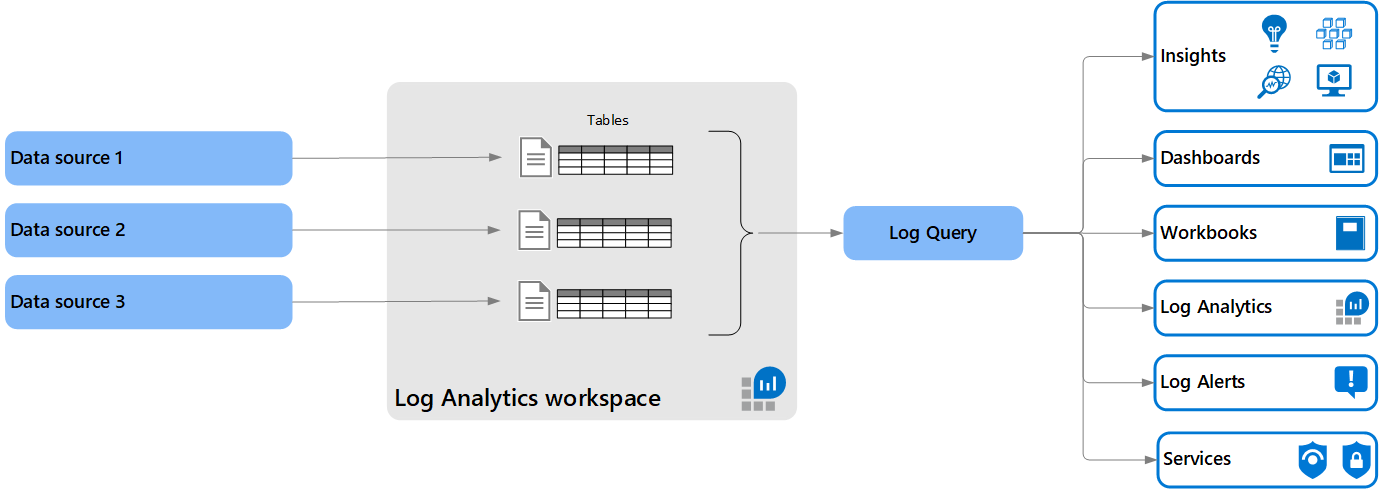 Data source 1
Data source 2
Data source 3
Tables
Log Analytics workspace
Log Query
Insights
Dashboards
Workbooks
Log Analytics
Log Alerts
Services